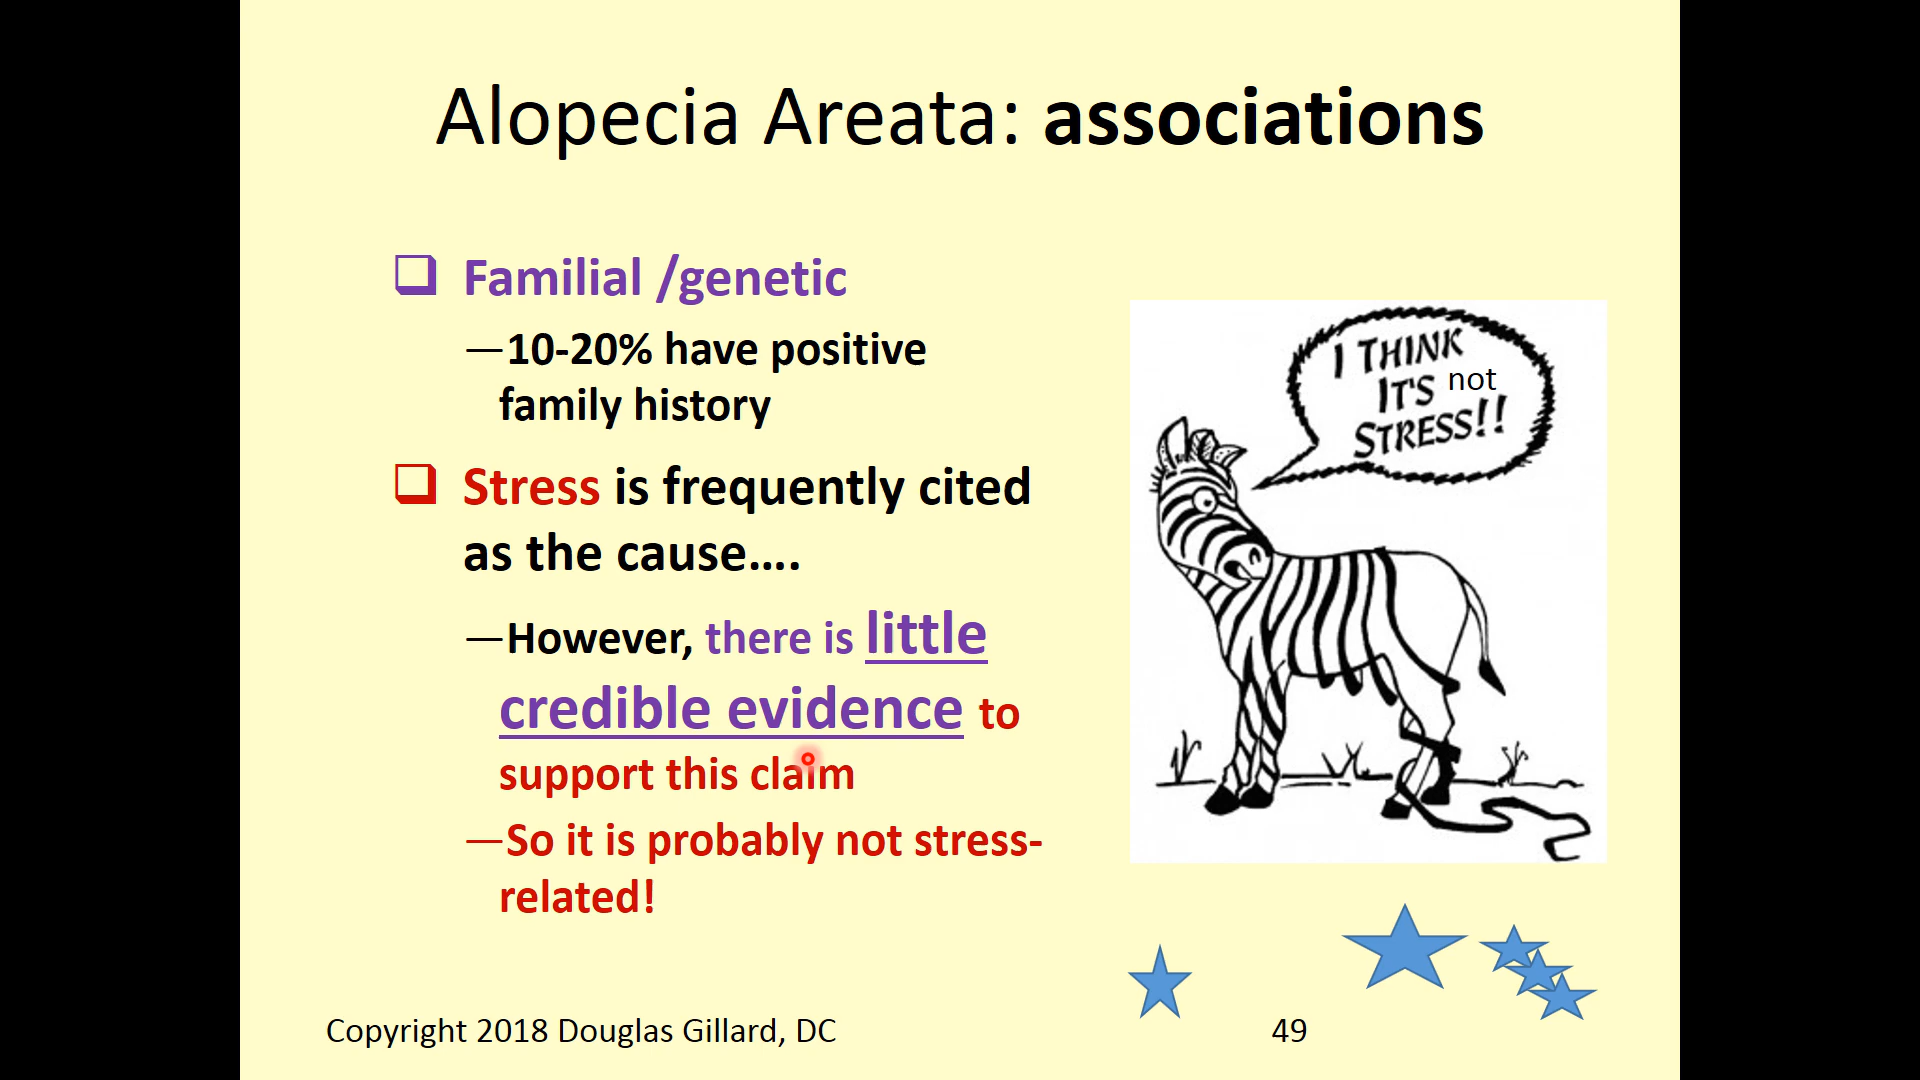 Alopecia Areata: associations
❑ Familial /genetic
—10-20% have positive
family history
❑ Stress is frequently cited
as the cause....
—However, there is little
credible evidence to
support this claim
—So it is probably not stress-
related!
I THINK
IT'S not
STRESS!!
Copyright 2018 Douglas Gillard, DC
49